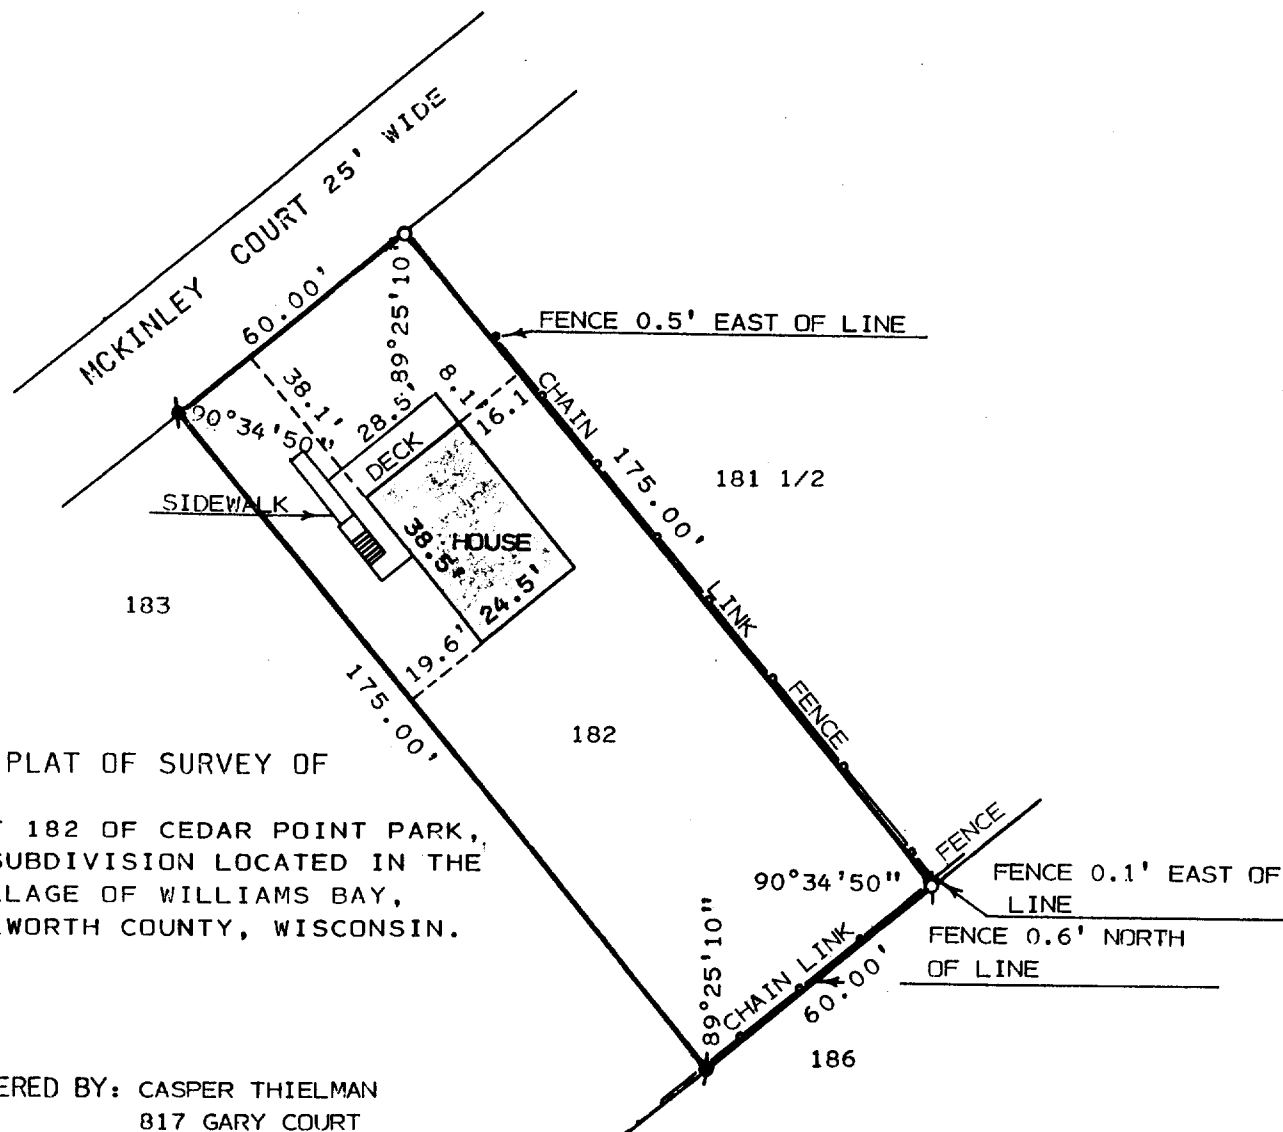 MCKINLEY COURT 25' WIDE
60.00'
89°25'10"
FENCE 0.5' EAST OF LINE
90°34'50"
38.1'
28.5'
8.1'
16.1
DECK
CHAIN
175.00'
181 1/2
SIDEWALK
38.5'
HOUSE
24.5'
LINK
183
19.6'
175.00'
FENCE
182
PLAT OF SURVEY OF
182 OF CEDAR POINT PARK,
SUBDIVISION LOCATED IN THE
LLAGE OF WILLIAMS BAY,
WORTH COUNTY, WISCONSIN.
FENCE
90°34'50"
FENCE 0.1' EAST OF
LINE
89°25'10"
CHAIN LINK
60.00'
FENCE 0.6' NORTH
OF LINE
186
ERED BY: CASPER THIELMAN
817 GARY COURT